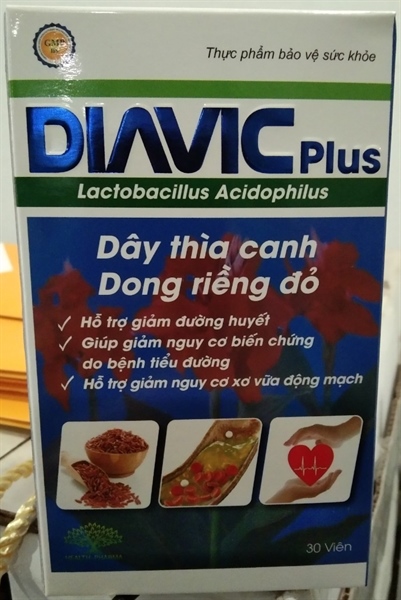 GMP
Thực phẩm bảo vệ sức khỏe
DIAVIC Plus
Lactobacillus Acidophilus
Dây thìa canh
Dong riềng đỏ
✓ Hỗ trợ giảm đường huyết
✓ Giúp giảm nguy cơ biến chứng
do bệnh tiểu đường
✓ Hỗ trợ giảm nguy cơ xơ vữa động mạch
30 Viên